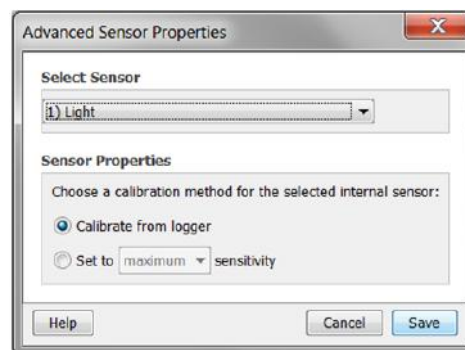 Advanced Sensor Properties
Select Sensor
1) Light
Sensor Properties
Choose a calibration method for the selected internal sensor:
Calibrate from logger
Set to maximum sensitivity
Help Cancel Save